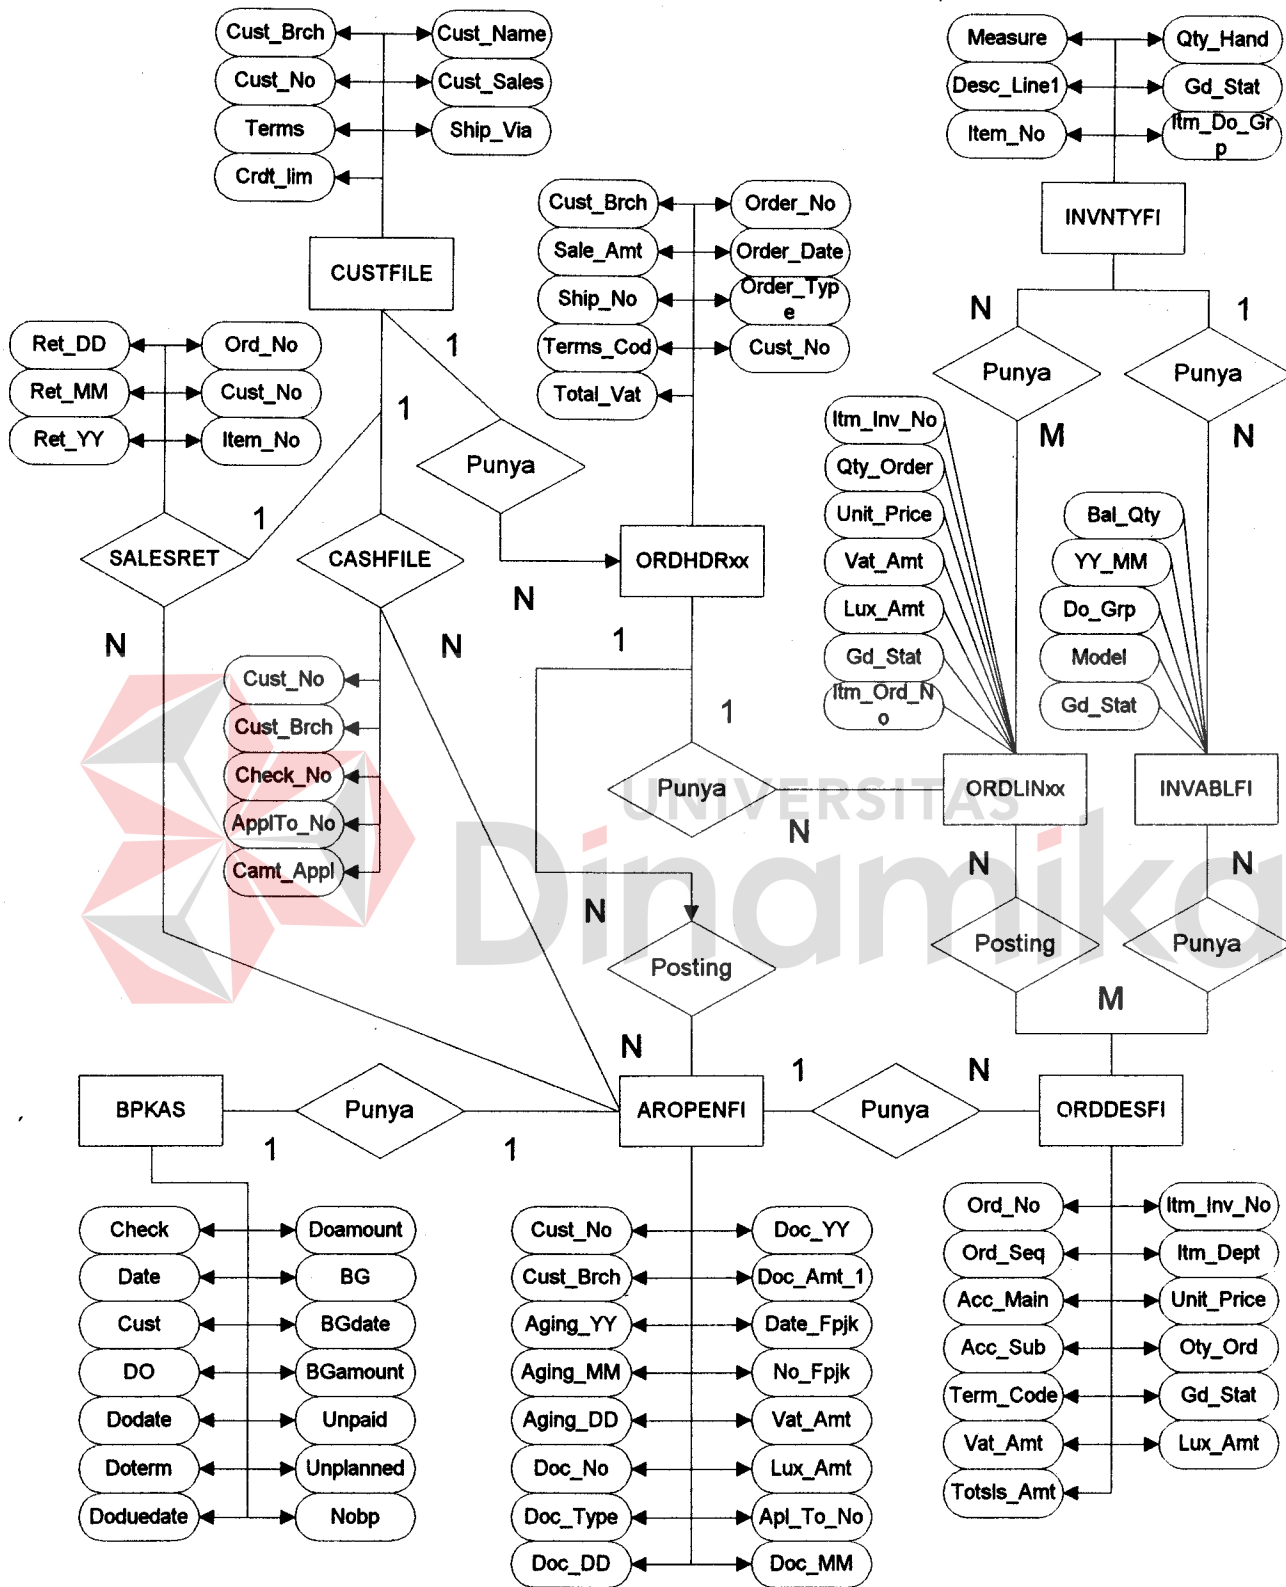 Cust_Brch
Cust_Name
Cust_No
Cust_Sales
Terms
Ship_Via
Crdt_lim
CUSTFILE
Measure
Qty_Hand
Desc_Line1
Gd_Stat
Item_No
Itm_Do_Gr
p
INVNTYFI
Cust_Brch
Order_No
Sale_Amt
Order_Date
Ship_No
Order_Typ
e
Terms_Cod
Cust_No
Total_Vat
Ret_DD
Ord_No
Ret_MM
Cust_No
Ret_YY
Item_No
1
1
1
N
1
Punya
Punya
Punya
M
N
Itm_Inv_No
Qty_Order
Unit_Price
Vat_Amt
Lux_Amt
Gd_Stat
Itm_Ord_N
o
Bal_Qty
YY_MM
Do_Grp
Model
Gd_Stat
SALESRET
CASHFILE
ORDHDRxx
N
N
N
1
1
Cust_No
Cust_Brch
Check_No
ApplTo_No
Camt_Appl
Punya
N
ORDLINxx
INVABLFI
UNIVERSITAS
Dinamika
N
N
N
Posting
Posting
Punya
M
N
1
N
BPKAS
Punya
AROPENFI
Punya
ORDDESFI
1
1
Check
Doamount
Date
BG
Cust
BGdate
DO
BGamount
Dodate
Unpaid
Doterm
Unplanned
Doduedate
Nobp
Cust_No
Doc_YY
Cust_Brch
Doc_Amt_1
Aging_YY
Date_Fpjk
Aging_MM
No_Fpjk
Aging_DD
Vat_Amt
Doc_No
Lux_Amt
Doc_Type
Apl_To_No
Doc_DD
Doc_MM
Ord_No
Itm_Inv_No
Ord_Seq
Itm_Dept
Acc_Main
Unit_Price
Acc_Sub
Oty_Ord
Term_Code
Gd_Stat
Vat_Amt
Lux_Amt
Totsls_Amt